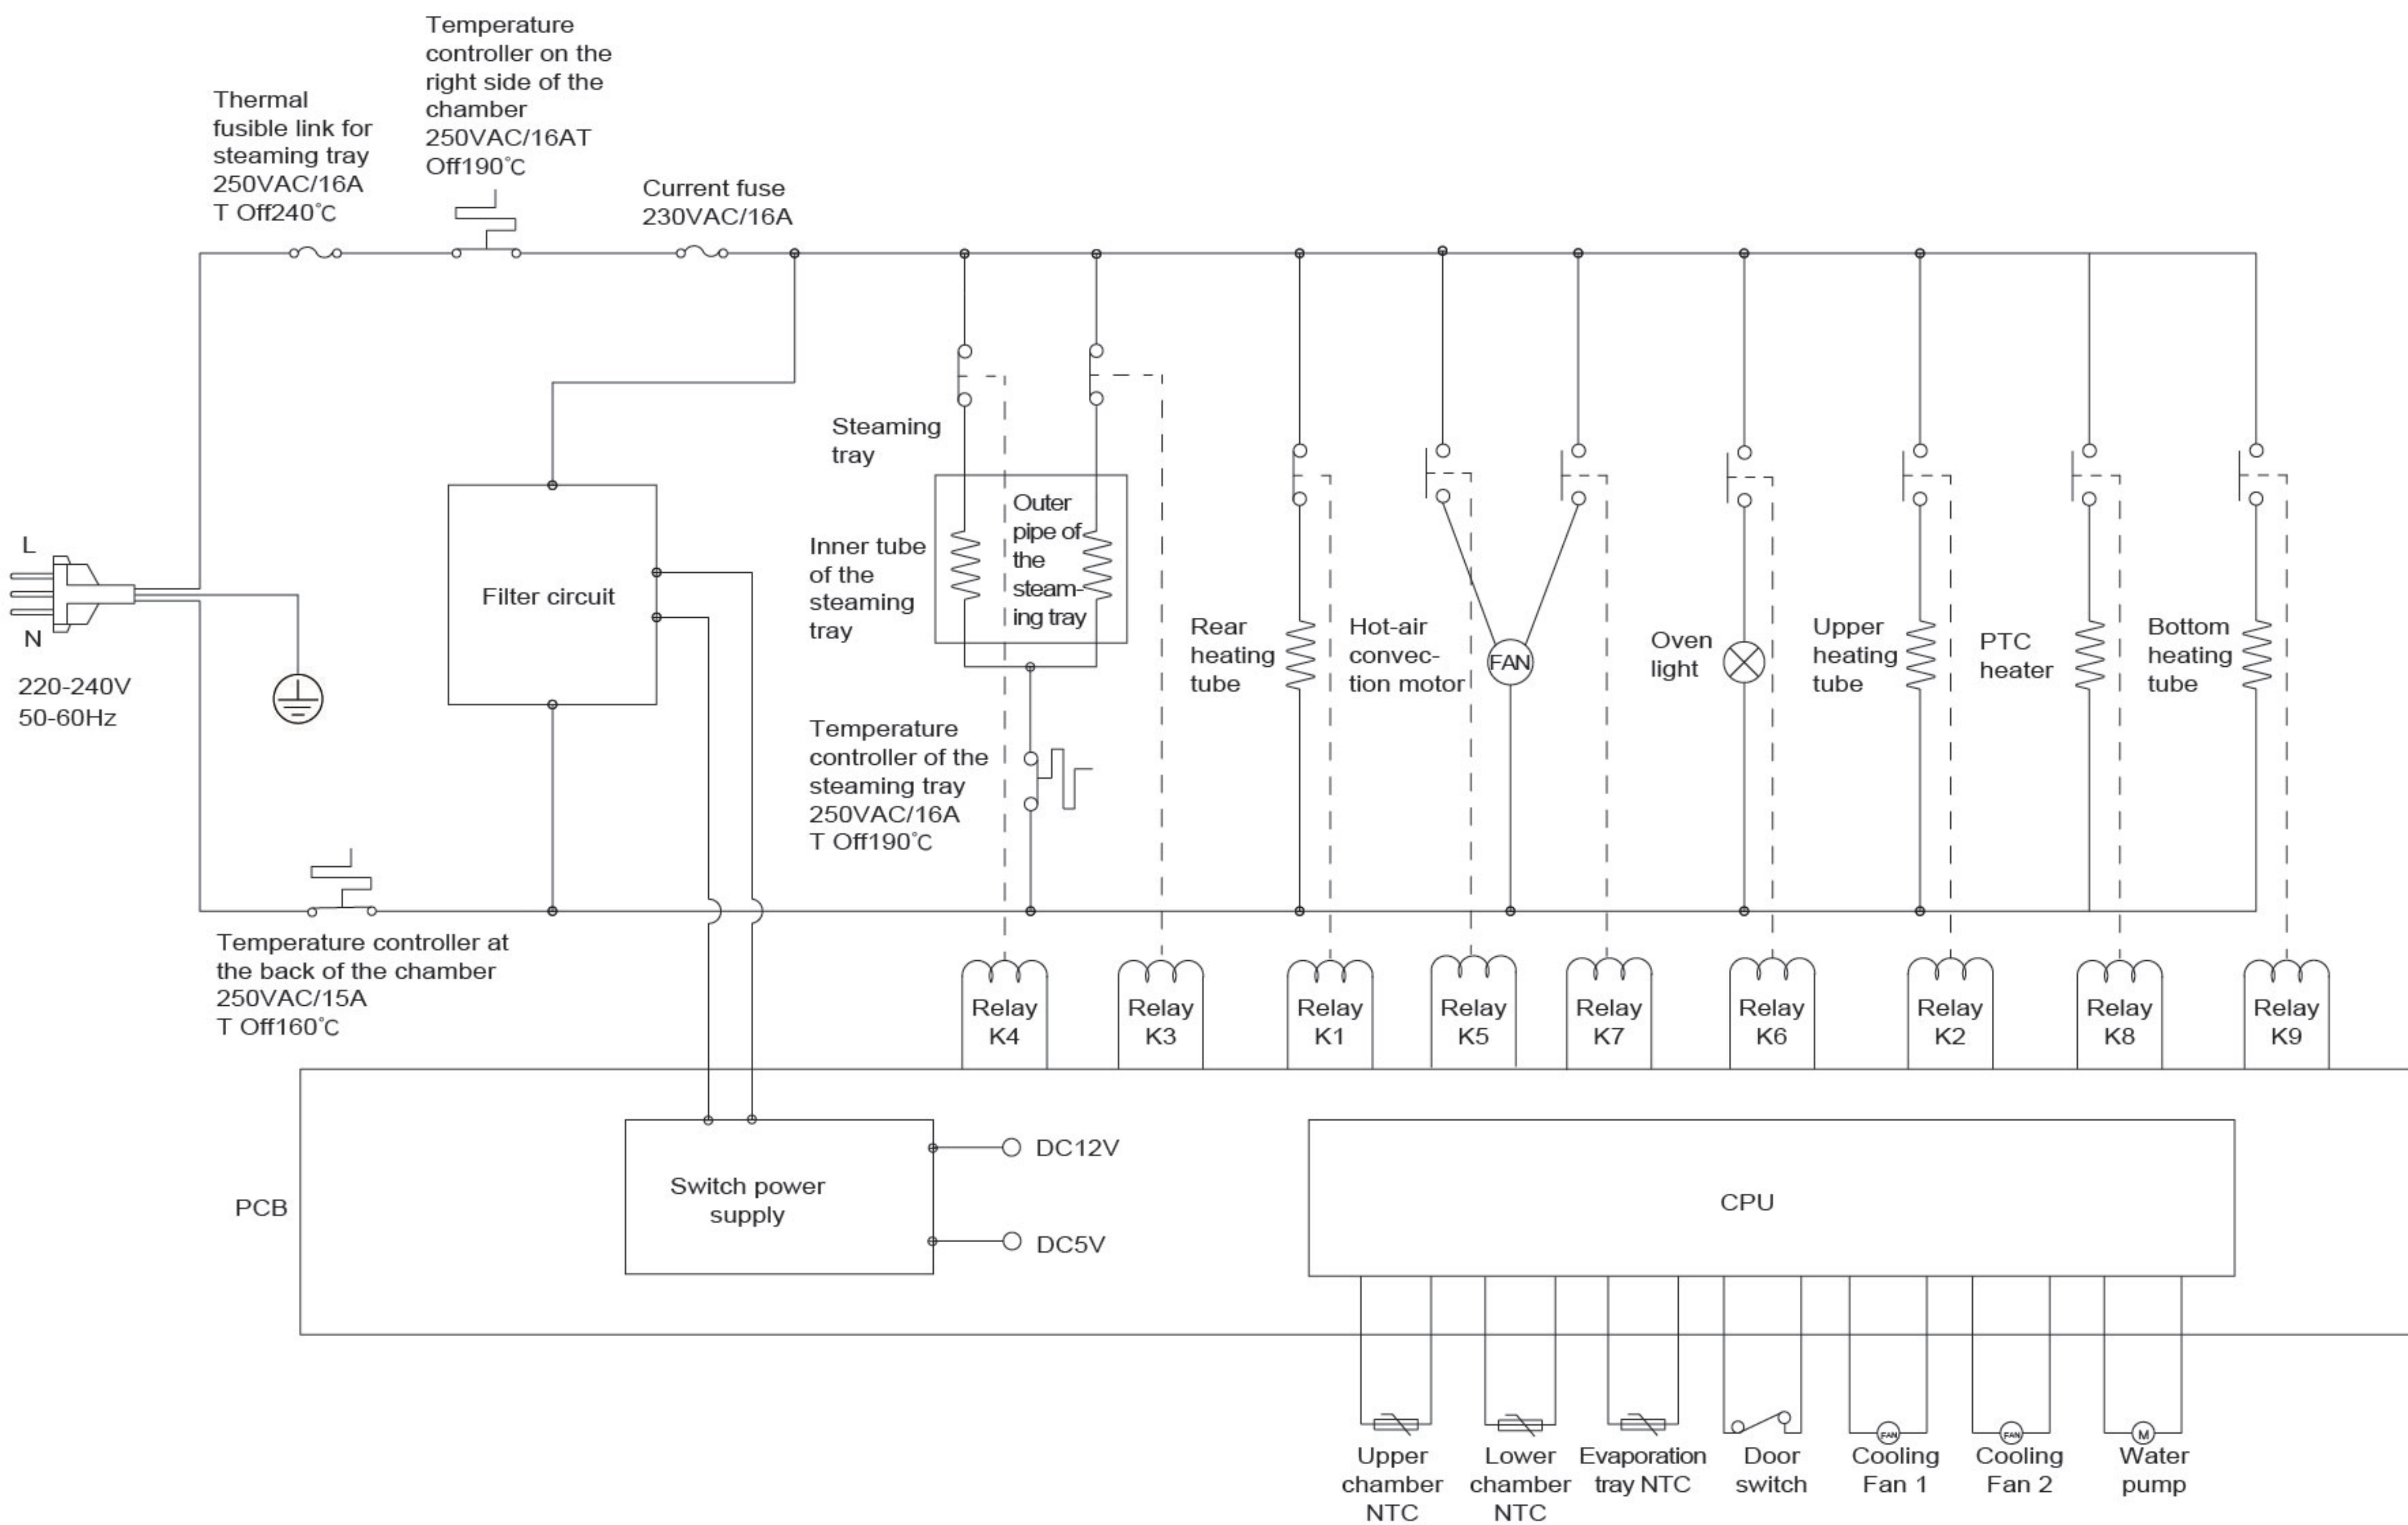 Temperature
controller on the
right side of the
chamber
250VAC/16AT
Off190℃
Thermal
fusible link for
steaming tray
250VAC/16A
T Off240℃
Current fuse
230VAC/16A
Steaming
tray
Inner tube
of the
steaming
tray
Outer
pipe of
the
steam-
ing tray
L
N
220-240V
50-60Hz
Filter circuit
Rear
heating
tube
Hot-air
convec-
tion motor
FAN
Oven
light
Upper
heating
tube
PTC
heater
Bottom
heating
tube
Temperature
controller of the
steaming tray
250VAC/16A
T Off190℃
Temperature controller at
the back of the chamber
250VAC/15A
T Off160℃
Relay
K4
Relay
K3
Relay
K1
Relay
K5
Relay
K7
Relay
K6
Relay
K2
Relay
K8
Relay
K9
PCB
Switch power
supply
DC12V
DC5V
CPU
FAN
FAN
M
Upper
chamber
NTC
Lower
chamber
NTC
Evaporation
tray NTC
Door
switch
Cooling
Fan 1
Cooling
Fan 2
Water
pump